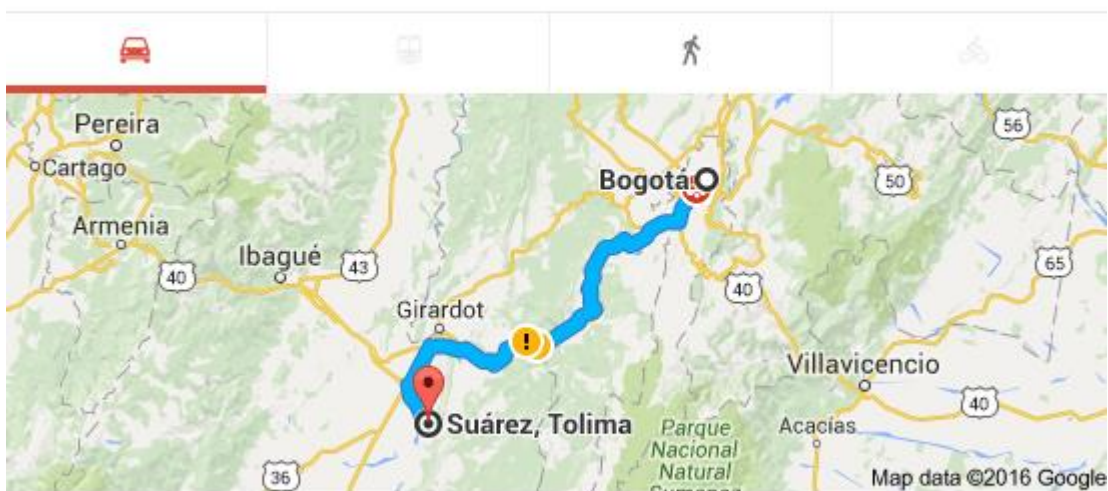 Pereira
56
Cartago
Bogotá
50
Armenia
Ibagué
43
65
40
40
Girardot
!
Villavicencio
40
Suárez, Tolima
Acacías
Parque
Nacional
Natural
36
Map data ©2016 Google